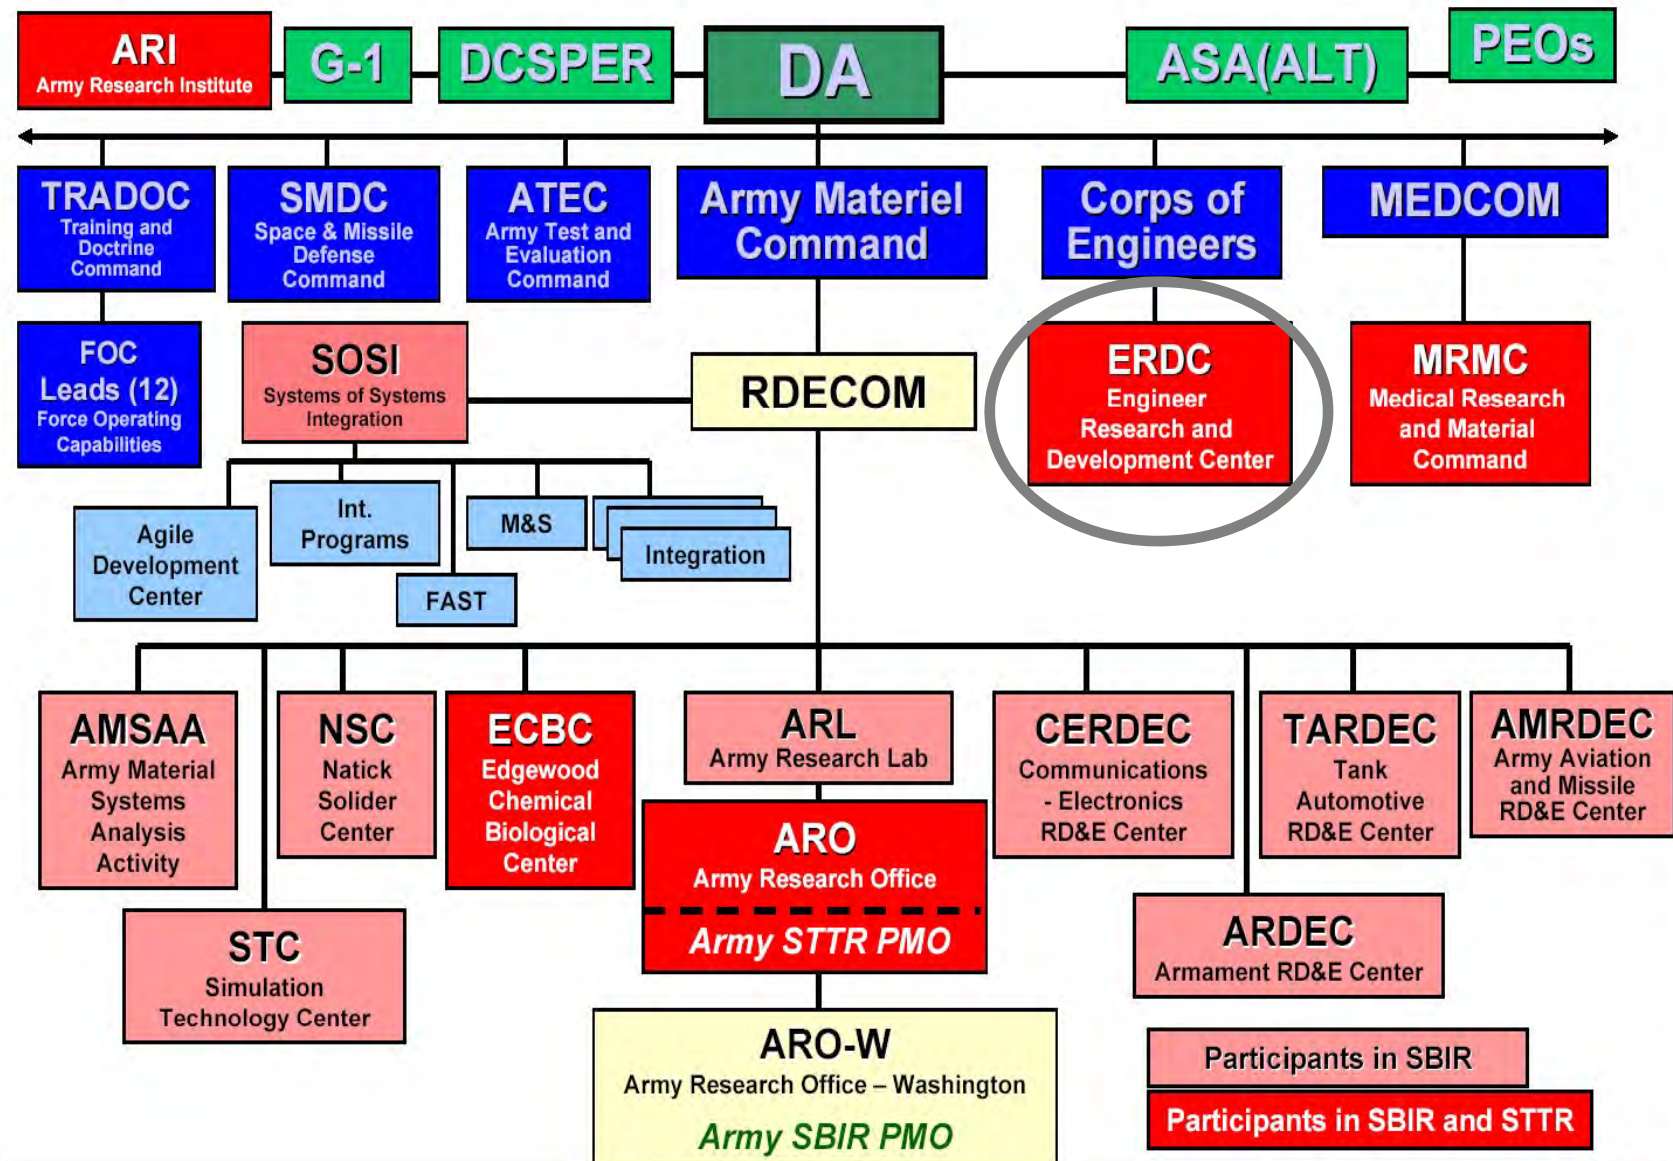 ARI
Army Research Institute
G-1
DCSPER
DA
ASA(ALT)
PEOs
TRADOC
Training and
Doctrine
Command
SMDC
Space & Missile
Defense
Command
ATEC
Army Test and
Evaluation
Command
Army Materiel
Command
Corps of
Engineers
MEDCOM
FOC
Leads (12)
Force Operating
Capabilities
SOSI
Systems of Systems
Integration
RDECOM
ERDC
Engineer
Research and
Development Center
MRMC
Medical Research
and Material
Command
Agile
Development
Center
Int.
Programs
FAST
M&S
Integration
AMSAA
Army Material
Systems
Analysis
Activity
NSC
Natick
Solider
Center
ECBC
Edgewood
Chemical
Biological
Center
ARL
Army Research Lab
CERDEC
Communications
- Electronics
RD&E Center
TARDEC
Tank
Automotive
RD&E Center
AMRDEC
Army Aviation
and Missile
RD&E Center
ARO
Army Research Office
Army STTR PMO
STC
Simulation
Technology Center
ARDEC
Armament RD&E Center
ARO-W
Army Research Office – Washington
Army SBIR PMO
Participants in SBIR
Participants in SBIR and STTR